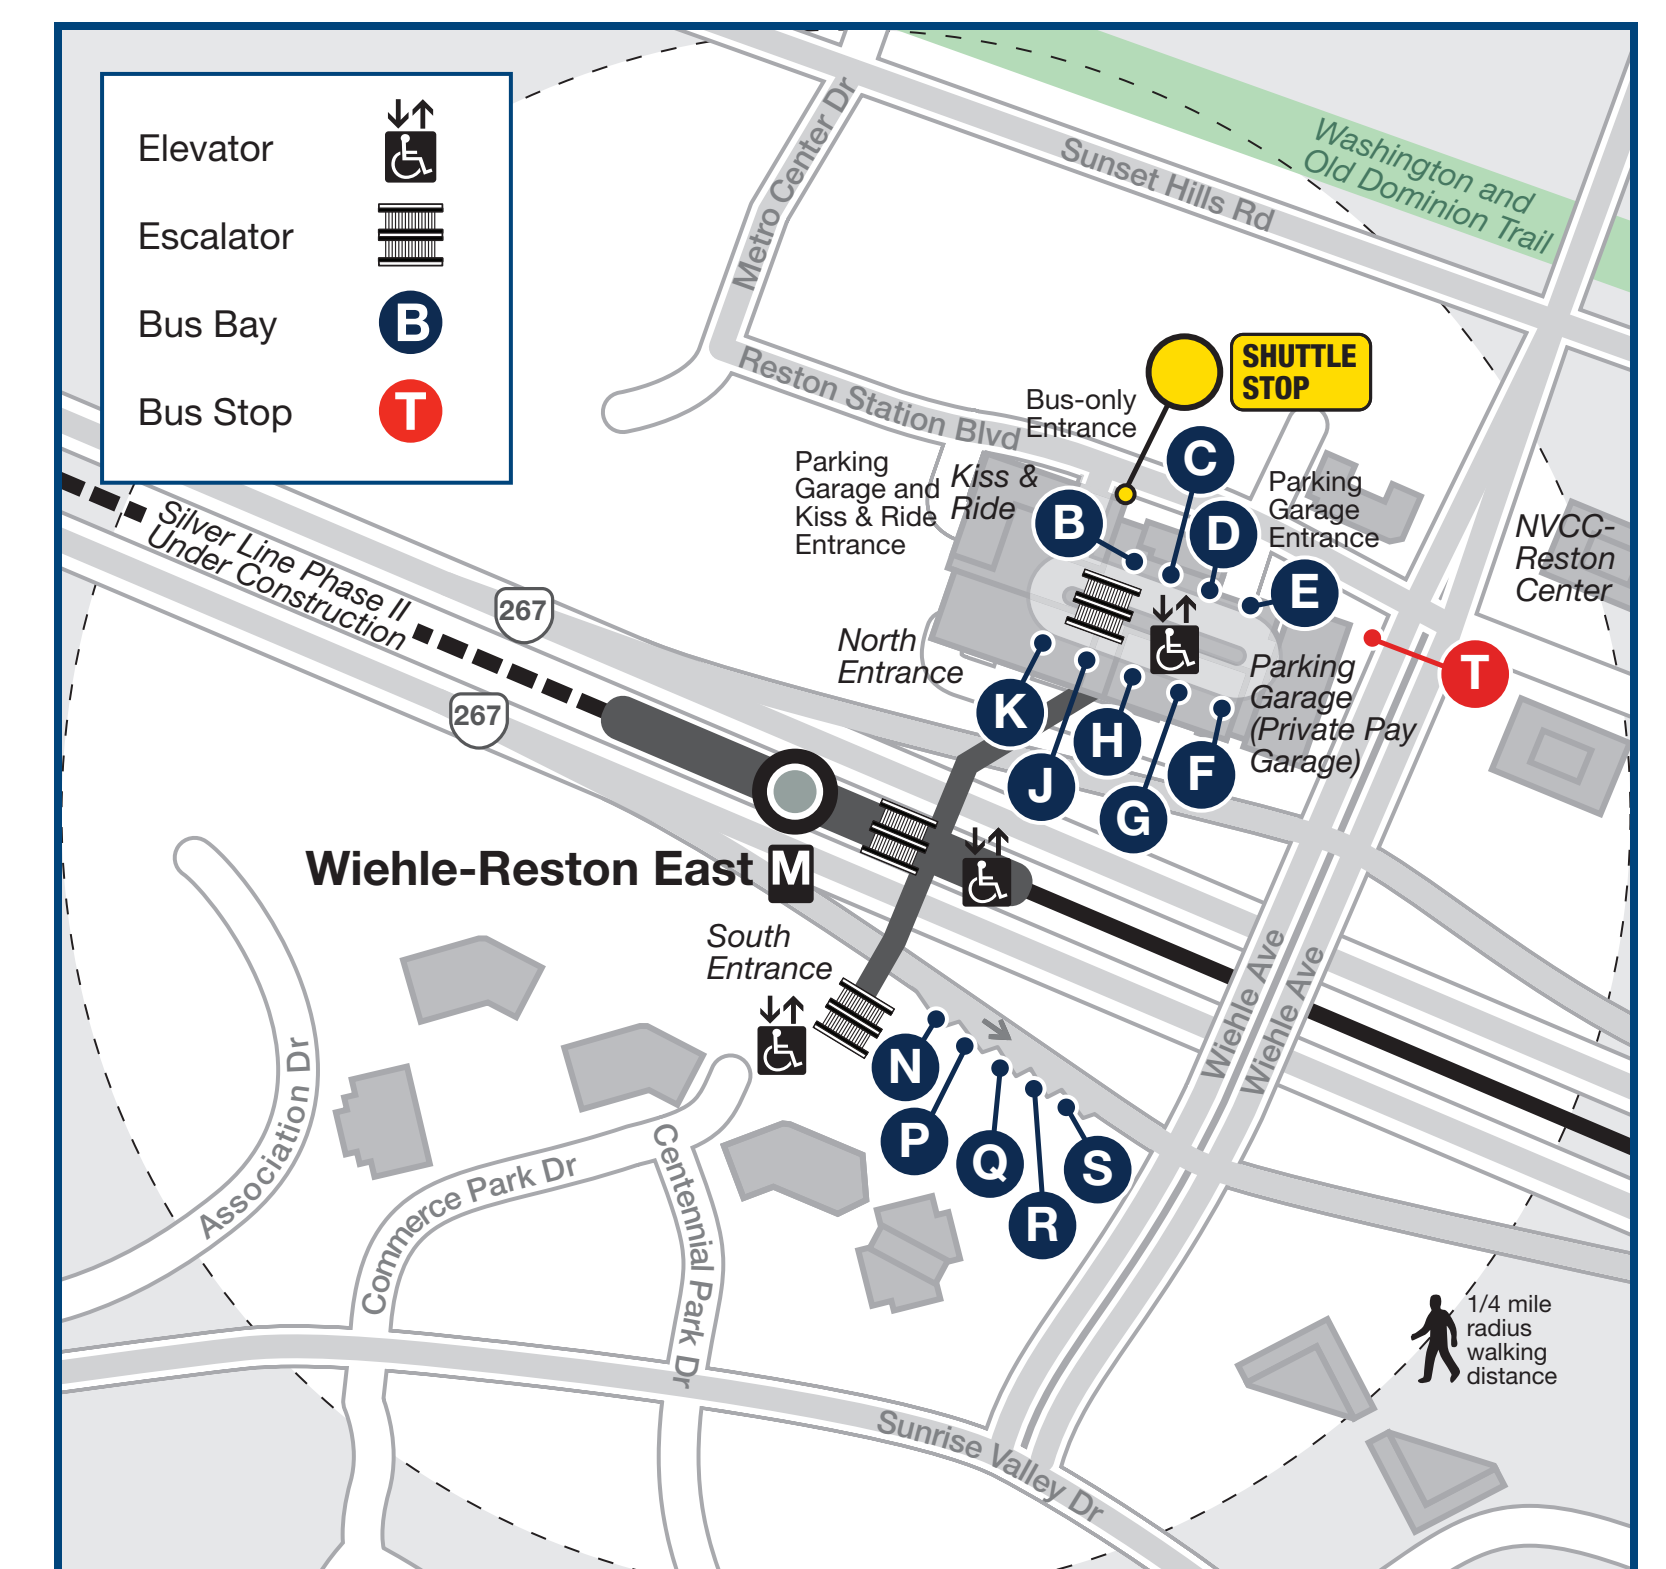 Elevator
Escalator
Bus Bay
B
Bus Stop
T
Metro Center Dr
Sunset Hills Rd
Washington and
Old Dominion Trail
Reston Station Blvd
SHUTTLE
STOP
Bus-only
Entrance
Parking
Garage and
Kiss & Ride
Entrance
Kiss &
Ride
C
B
D
E
Parking
Garage
Entrance
NVCC-
Reston
Center
Silver Line Phase II
Under Construction
267
267
North
Entrance
K
J
H
G
F
Parking
Garage
(Private Pay
Garage)
T
Wiehle-Reston East
M
South
Entrance
N
P
Q
R
S
Wiehle Ave
Wiehle Ave
Association Dr
Commerce Park Dr
Centennial Park Dr
Sunrise Valley Dr
1/4 mile
radius
walking
distance